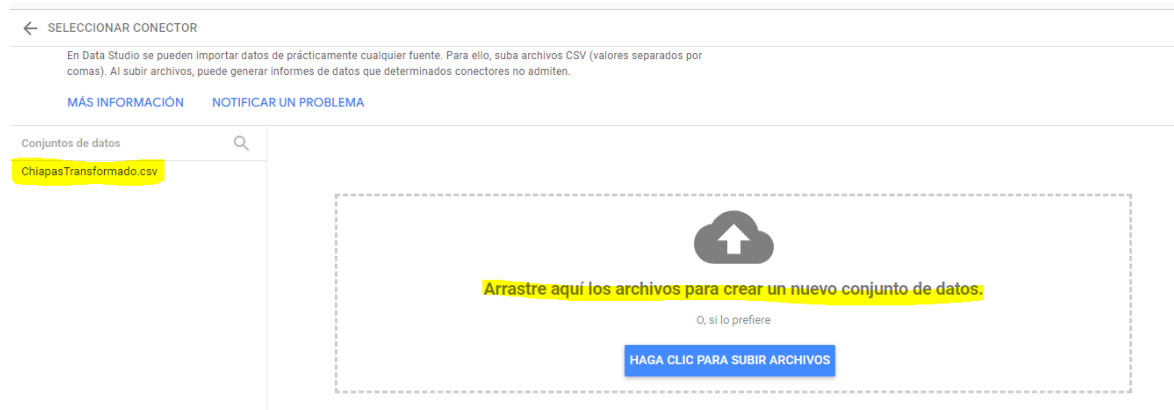 ← SELECCIONAR CONECTOR
En Data Studio se pueden importar datos de prácticamente cualquier fuente. Para ello, suba archivos CSV (valores separados por
comas). Al subir archivos, puede generar informes de datos que determinados conectores no admiten.
MÁS INFORMACIÓN NOTIFICAR UN PROBLEMA
Conjuntos de datos
ChiapasTransformado.csv
Arrastre aquí los archivos para crear un nuevo conjunto de datos.
O, si lo prefiere
HAGA CLIC PARA SUBIR ARCHIVOS